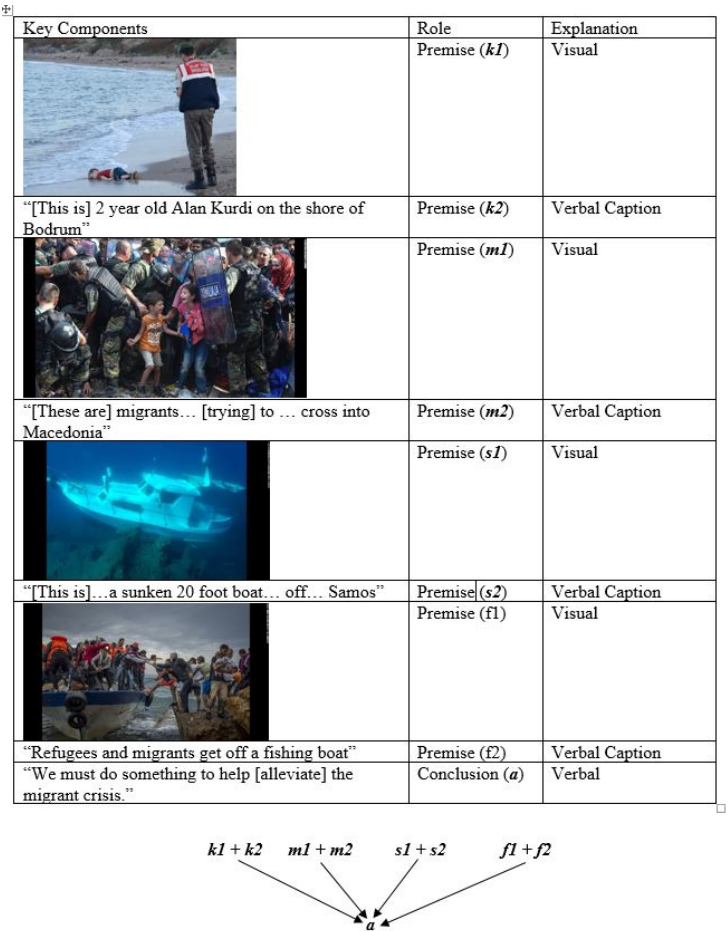 Key Components Role Explanation
Premise (k1) Visual
“[This is] 2 year old Alan Kurdi on the shore of
Bodrum” Premise (k2) Verbal Caption
Premise (m1) Visual
“[These are] migrants… [trying] to … cross into
Macedonia” Premise (m2) Verbal Caption
Premise (s1) Visual
“[This is]…a sunken 20 foot boat… off… Samos” Premise (s2) Verbal Caption
Premise (f1) Visual
“Refugees and migrants get off a fishing boat” Premise (f2) Verbal Caption
“We must do something to help [alleviate] the
migrant crisis.” Conclusion (a) Verbal
k1 + k2 m1 + m2 s1 + s2 f1 + f2
a